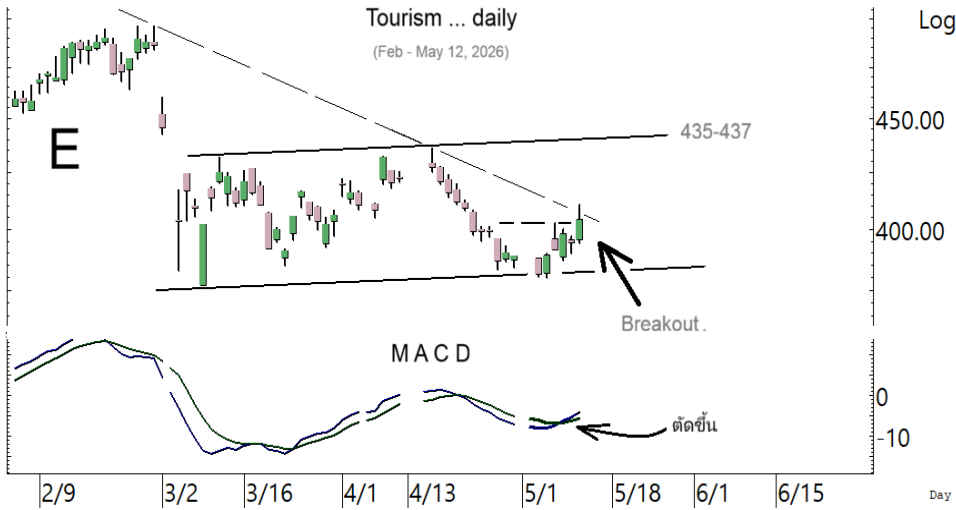 Tourism ... daily
(Feb - May 12, 2026)
Log
E
435-437
450.00
400.00
Breakout .
M A C D
0
-10
ตัดขึ้น
2/9 3/2 3/16 4/1 4/13 5/1 5/18 6/1 6/15 Day